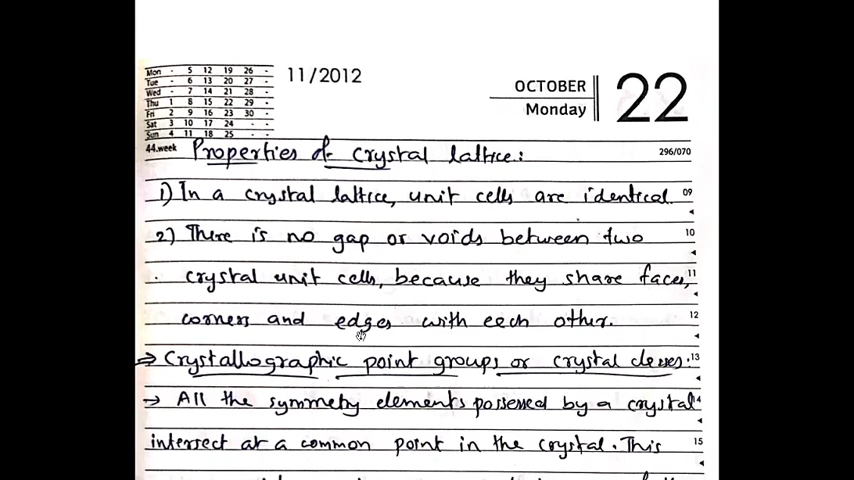 Mon - 5 12 19 26 -
Tue - 6 13 20 27 -
Wed - 7 14 21 28 -
Thu 1 8 15 22 29 -
Fri 2 9 16 23 30 -
Sat 3 10 17 24 - -
Sun 4 11 18 25 - -
11/2012
OCTOBER
Monday
22
44.week
296/070
Properties of crystal lattice:
1) In a crystal lattice, unit cells are identical. 09
2) There is no gap or voids between two 10
crystal unit cells, because they share faces, 11
corners and edges with each other. 12
⇒ Crystallographic point groups or crystal classes: 13
→ All the symmetry elements possessed by a crystal 14
intersect at a common point in the crystal. This 15